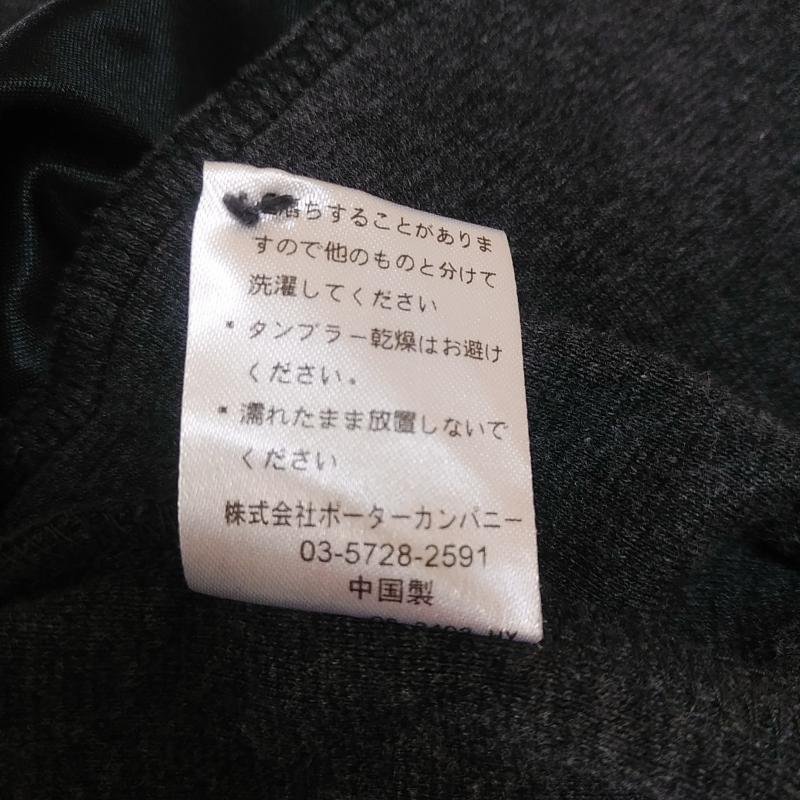 落ちすることがありま
すので他のものと分けて
洗濯してください
* タンブラー乾燥はお避け
ください。
* 濡れたまま放置しないで
ください
株式会社ポーターカンパニー
03-5728-2591
中国製